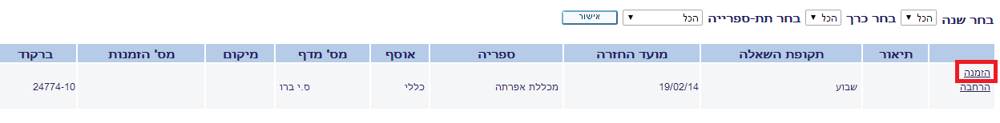 בחר שנה הכל בחר כרך הכל בחר תת-ספרייה הכל אישור
תיאור תקופת השאלה מועד החזרה ספריה אוסף מס' מדף מיקום מס' הזמנות ברקוד
הזמנה
הרחבה שבוע 19/02/14 מכללת אפרתה כללי ס.י ברו 24774-10